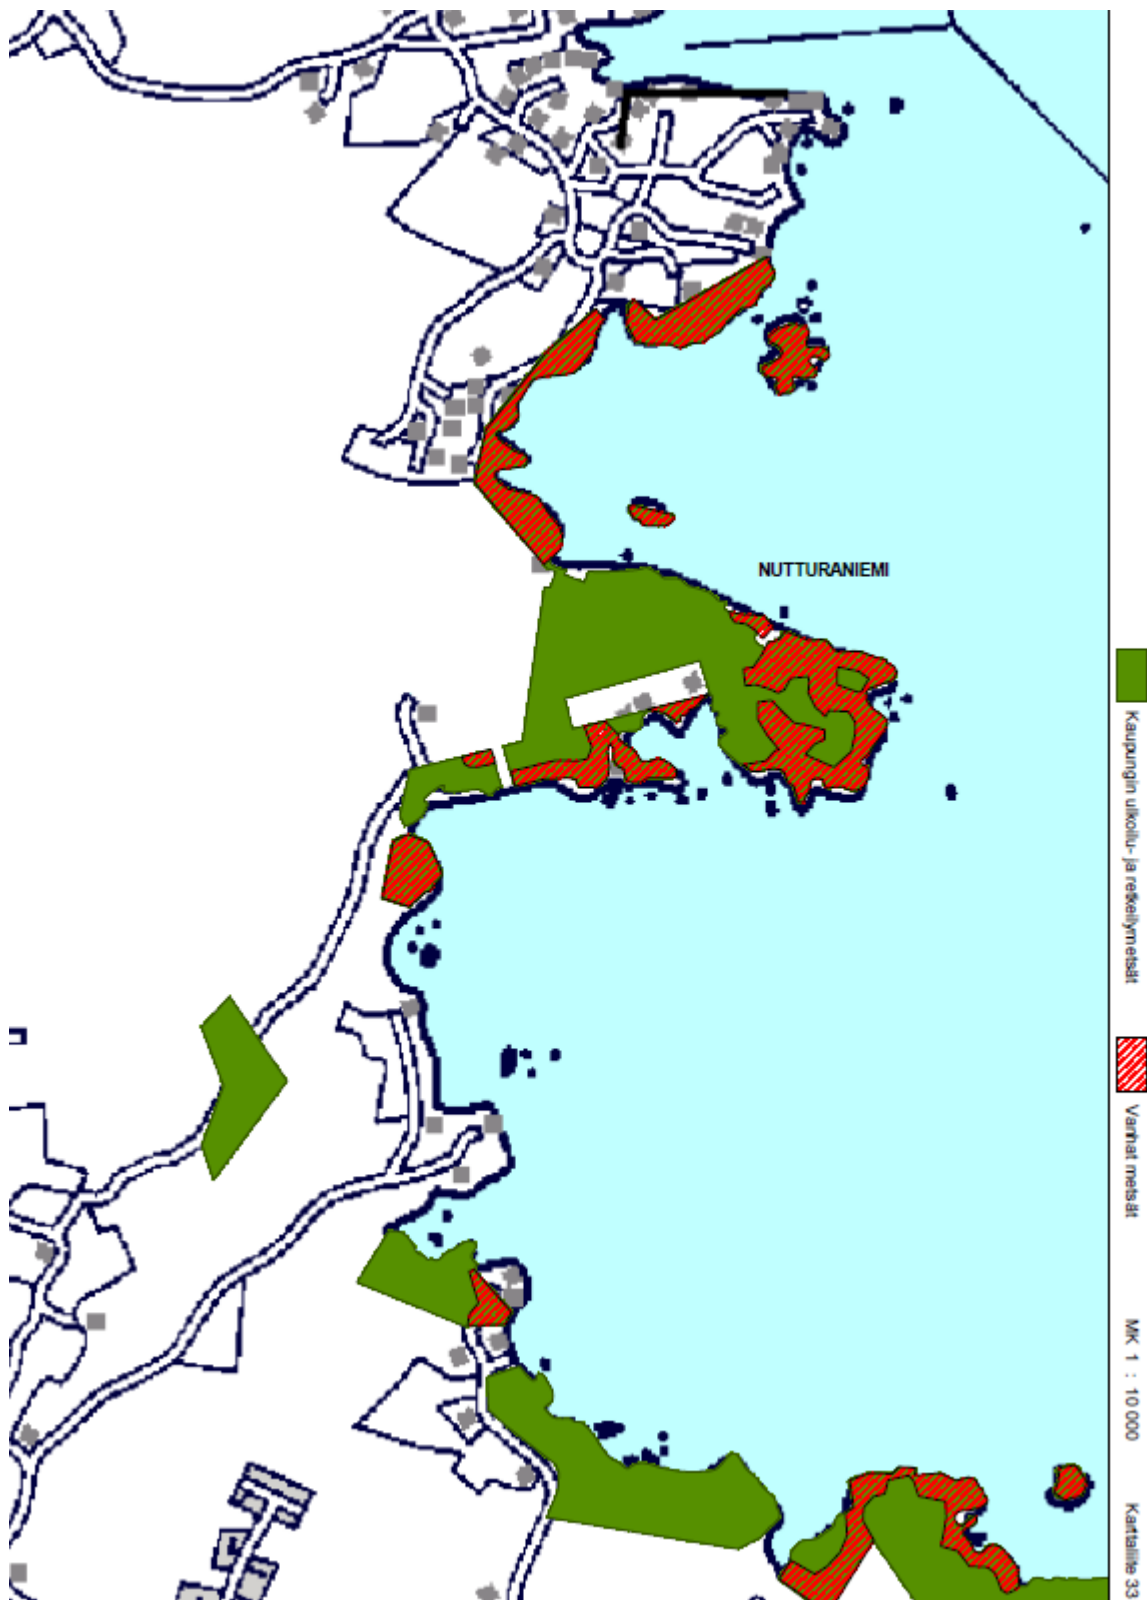 NUTTURANIEMI
Kaupungin ulkoilu- ja retkeilymetsät
Vanhat metsät
MK 1 : 10 000
Karttaliite 33